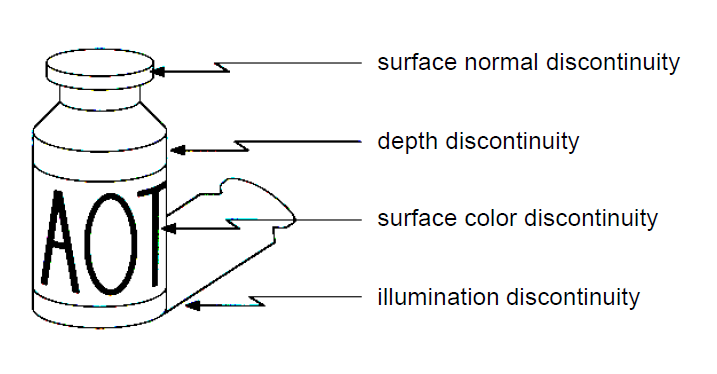 surface normal discontinuity
depth discontinuity
surface color discontinuity
AOT
illumination discontinuity